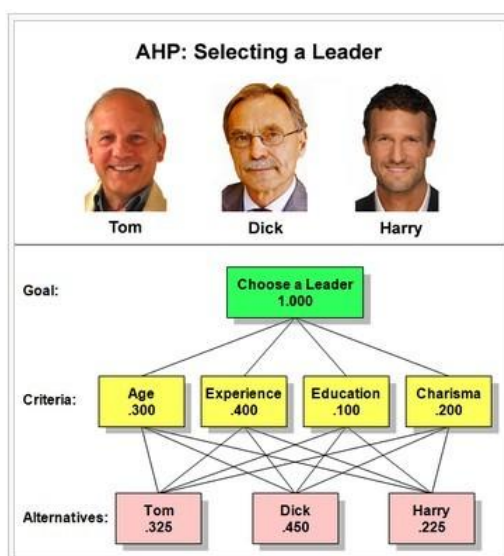 AHP: Selecting a Leader
Tom Dick Harry
Goal:
Choose a Leader
1.000
Criteria:
Age Experience Education Charisma
.300 .400 .100 .200
Alternatives:
Tom Dick Harry
.325 .450 .225